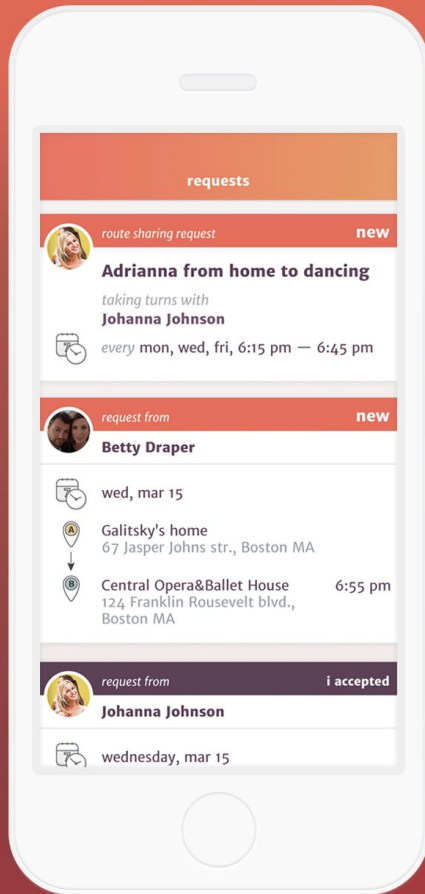 requests
route sharing request new
Adrianna from home to dancing
taking turns with
Johanna Johnson
7
every mon, wed, fri, 6:15 pm — 6:45 pm
request from new
Betty Draper
7
wed, mar 15
A
Galitsky's home
67 Jasper Johns str., Boston MA
B
Central Opera&Ballet House 6:55 pm
124 Franklin Rousevelt blvd.,
Boston MA
request from i accepted
Johanna Johnson
7
wednesday, mar 15